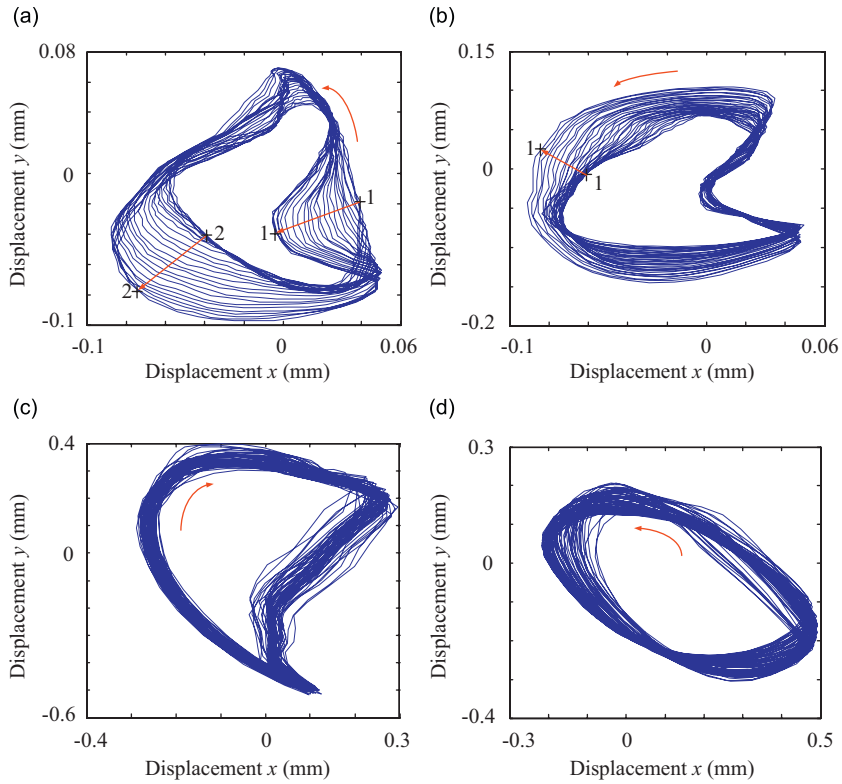 (a)
0.08
Displacement y (mm)
0
-0.1
1
1
2
2
-0.1
0
0.06
Displacement x (mm)
(b)
0.15
Displacement y (mm)
0
-0.2
1
1
-0.1
0
0.06
Displacement x (mm)
(c)
0.4
Displacement y (mm)
0
-0.6
-0.4
0
0.3
Displacement x (mm)
(d)
0.3
Displacement y (mm)
0
-0.4
-0.3
0
0.5
Displacement x (mm)